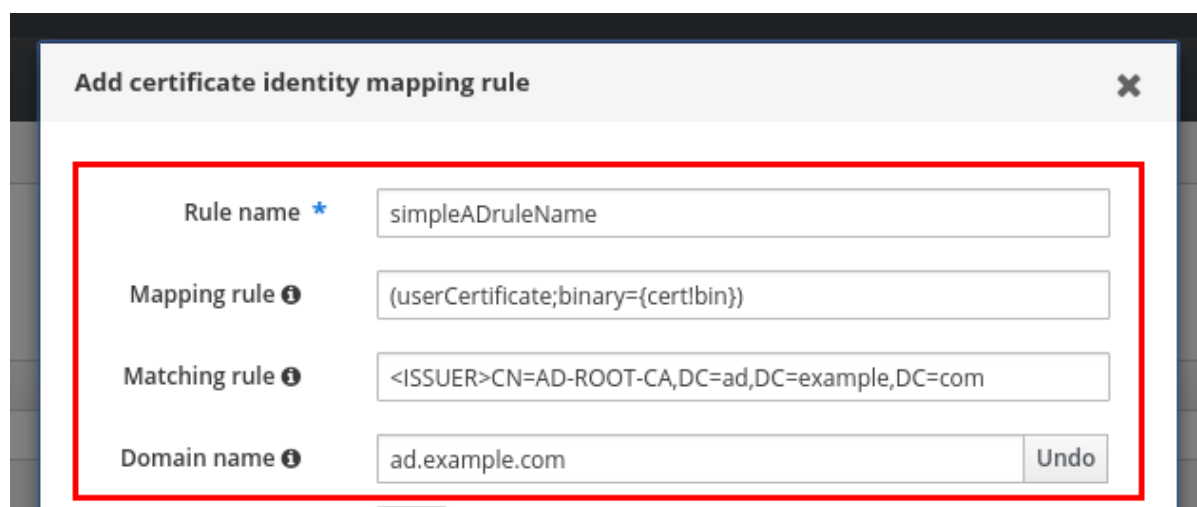 Add certificate identity mapping rule
Rule name * simpleADruleName
Mapping rule (userCertificate;binary={cert!bin})
Matching rule <ISSUER>CN=AD-ROOT-CA,DC=ad,DC=example,DC=com
Domain name ad.example.com Undo